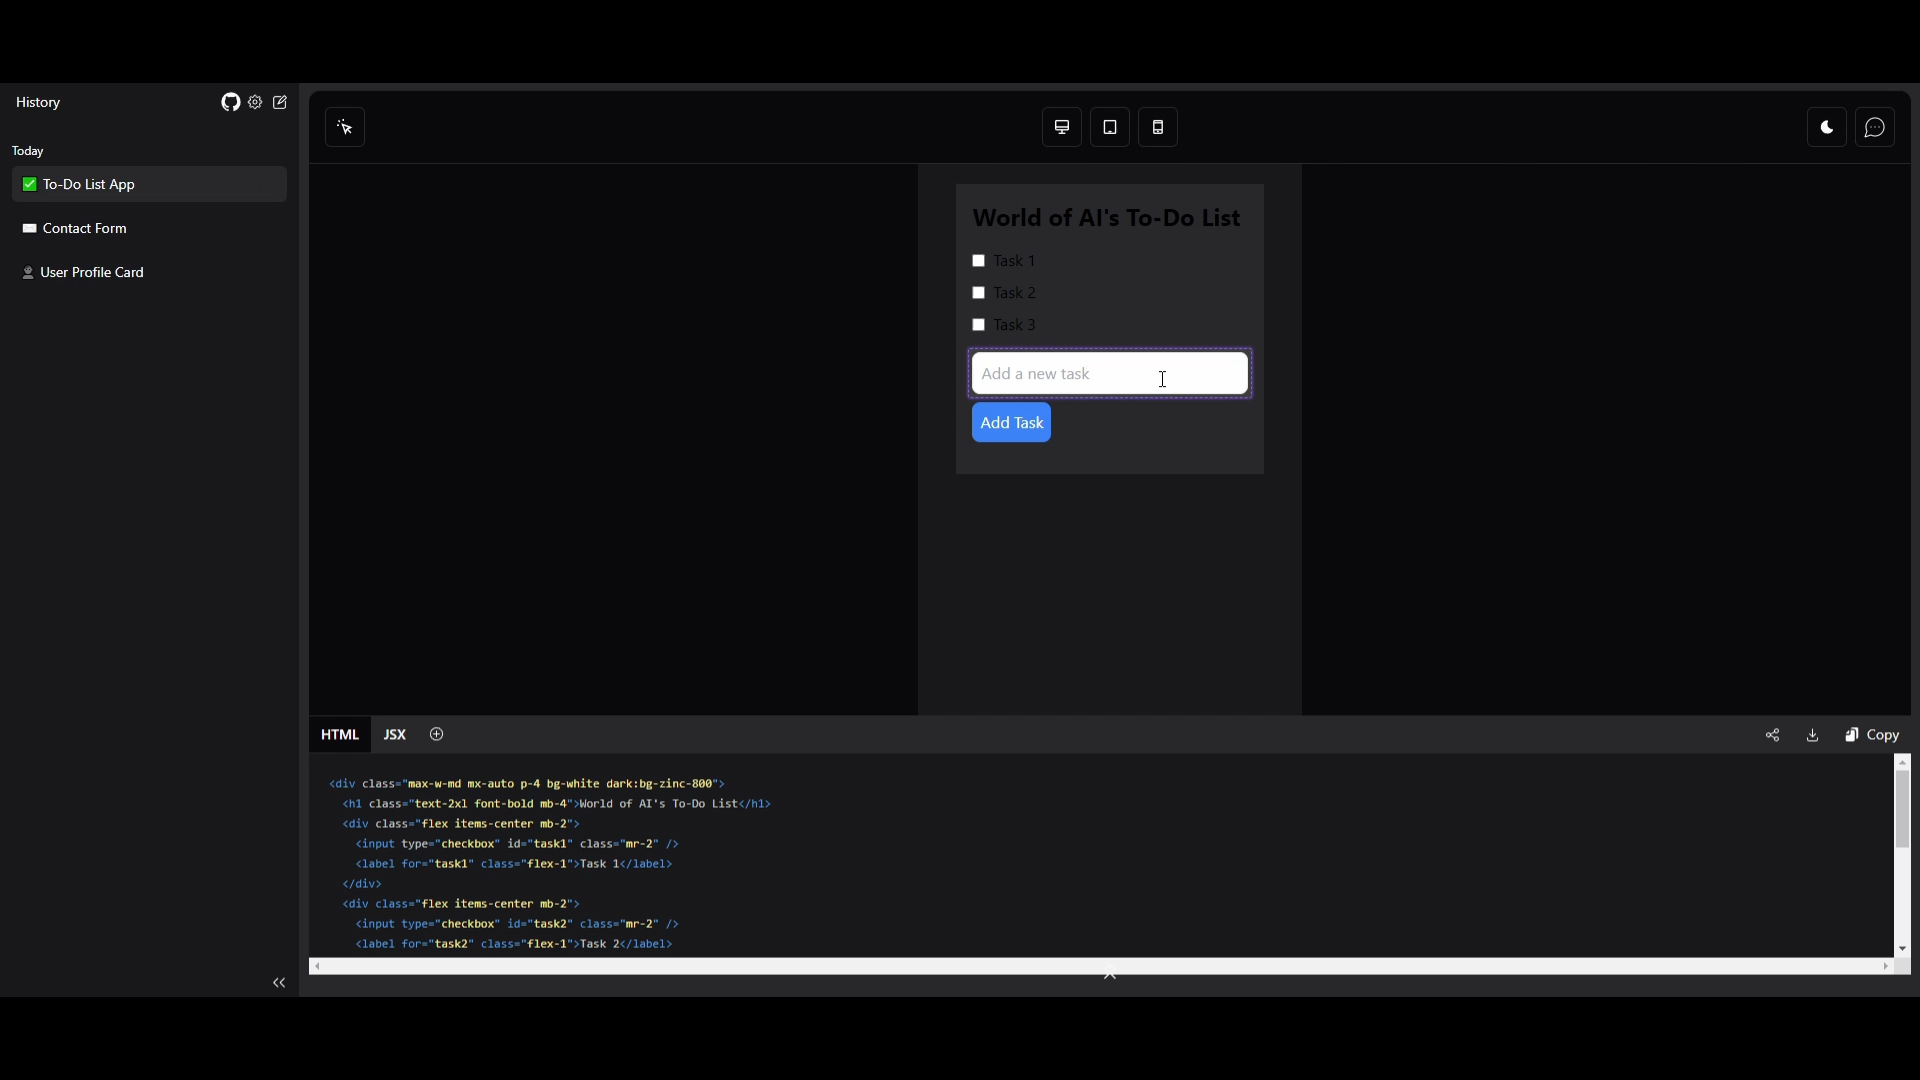 History
Today
To-Do List App
Contact Form
User Profile Card
World of AI's To-Do List
Task 1
Task 2
Task 3
Add a new task
Add Task
HTML
JSX
Copy
<div class="max-w-md mx-auto p-4 bg-white dark:bg-zinc-800">
<h1 class="text-2xl font-bold mb-4">World of AI's To-Do List</h1>
<div class="flex items-center mb-2">
<input type="checkbox" id="task1" class="mr-2" />
<label for="task1" class="flex-1">Task 1</label>
</div>
<div class="flex items-center mb-2">
<input type="checkbox" id="task2" class="mr-2" />
<label for="task2" class="flex-1">Task 2</label>